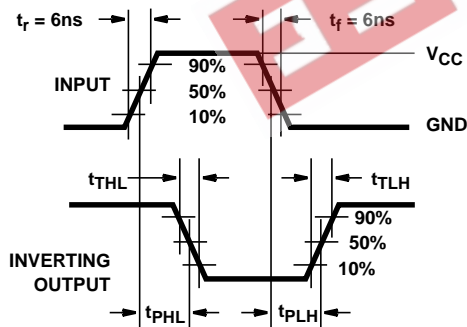 tr = 6ns
tf = 6ns
VCC
90%
INPUT
50%
10%
GND
tTHL
tTLH
90%
50%
INVERTING
OUTPUT
10%
tPHL
tPLH